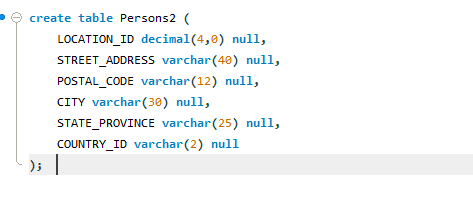 create table Persons2 (
LOCATION_ID decimal(4,0) null,
STREET_ADDRESS varchar(40) null,
POSTAL_CODE varchar(12) null,
CITY varchar(30) null,
STATE_PROVINCE varchar(25) null,
COUNTRY_ID varchar(2) null
);